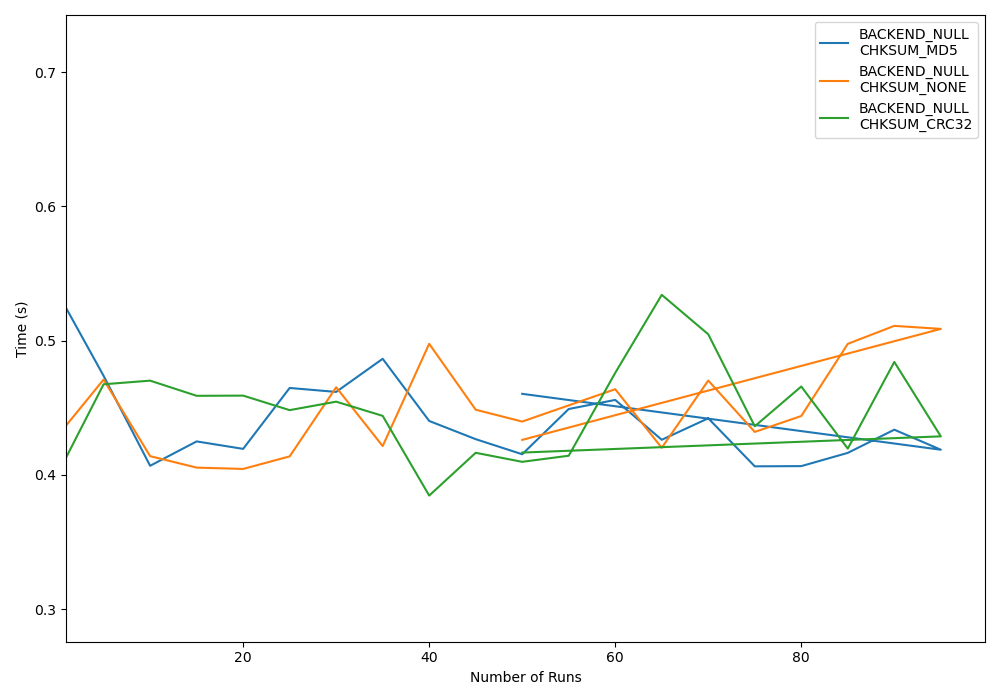 BACKEND_NULL
CHKSUM_MD5
BACKEND_NULL
CHKSUM_NONE
BACKEND_NULL
CHKSUM_CRC32
0.7
0.6
0.5
0.4
0.3
Time (s)
20 40 60 80
Number of Runs